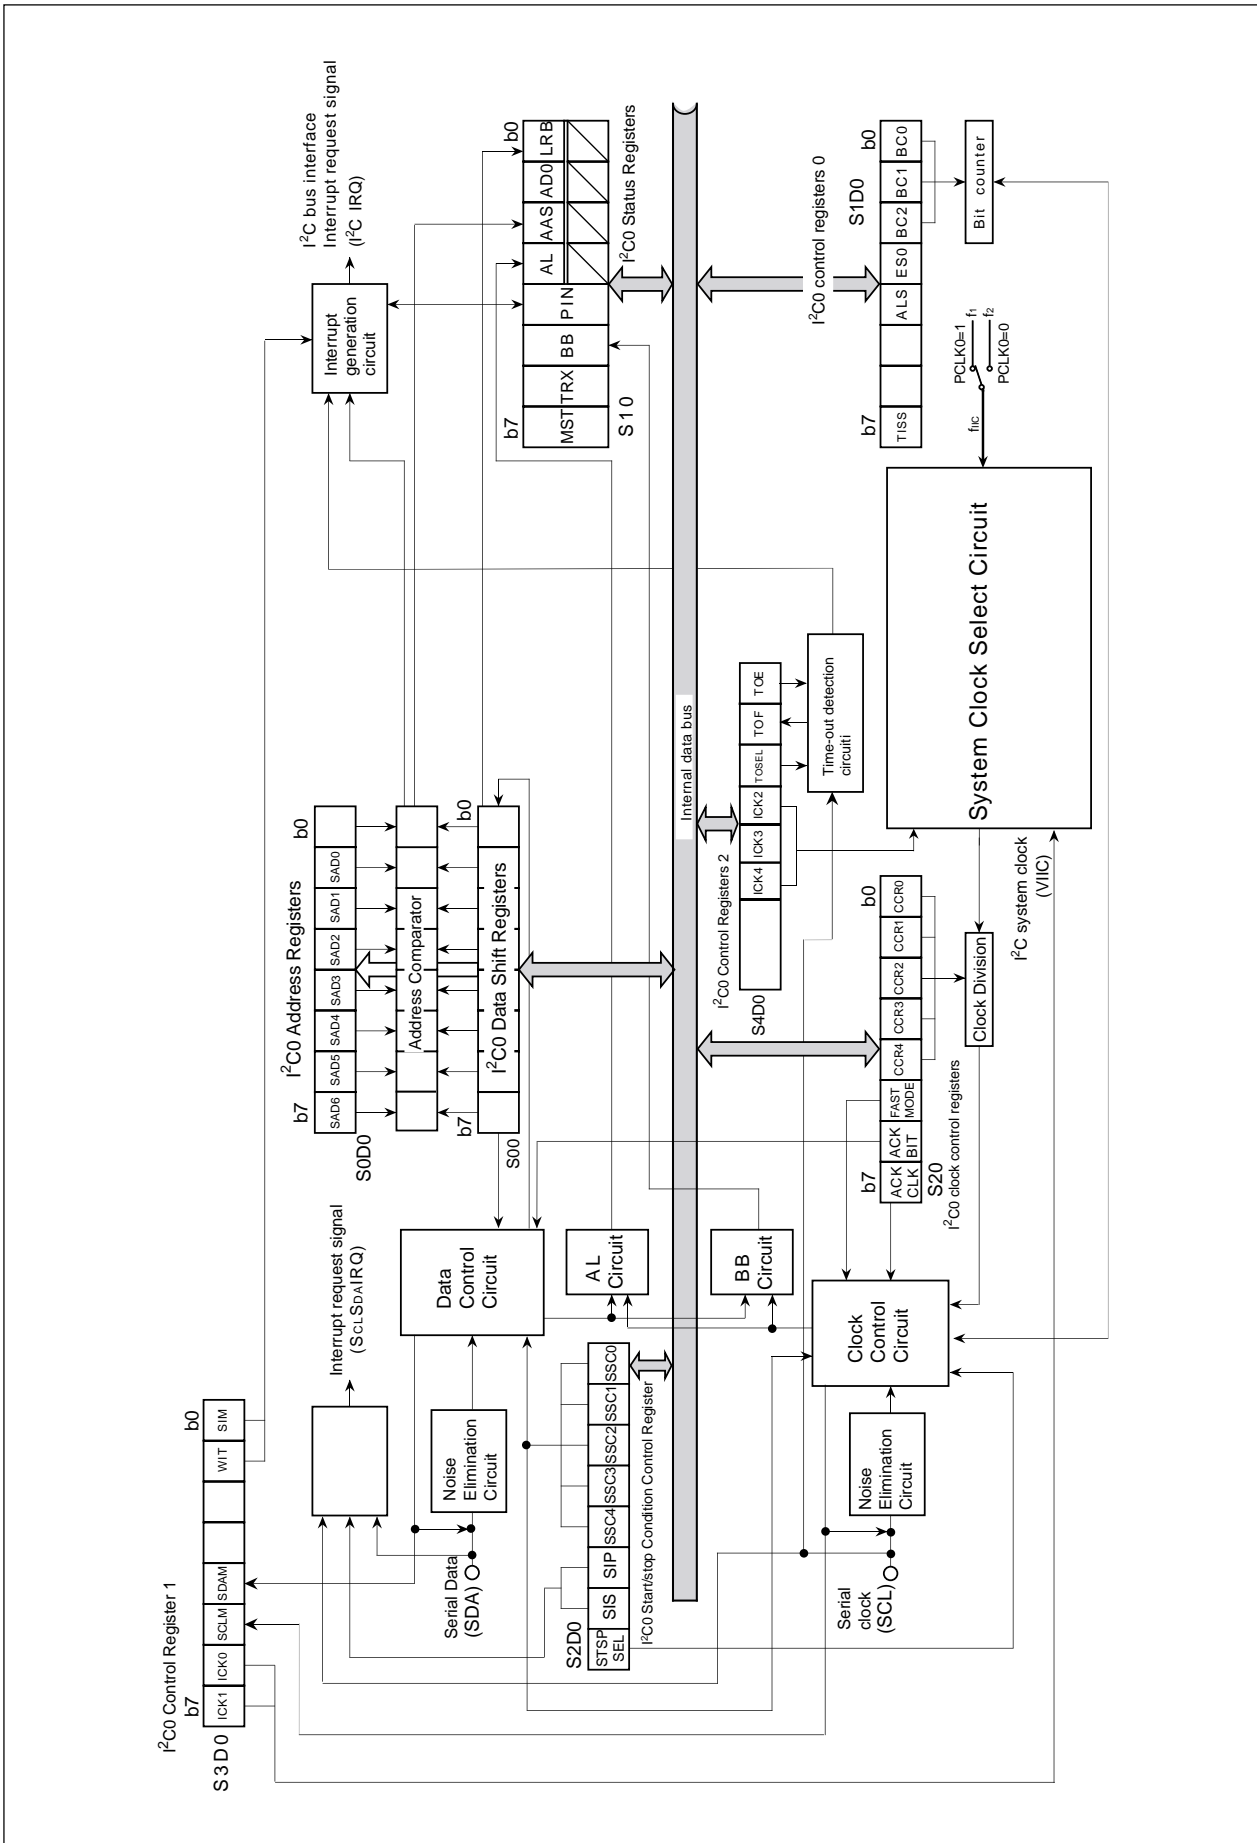 I2C0 Control Register 1
b7
b0
ICK1
ICK0
SCLM
SDAM
WIT
SIM
S3D0
Interrupt request signal
(SCLSDAIRQ)
I2C0 Address Registers
b7
b0
SAD6
SAD5
SAD4
SAD3
SAD2
SAD1
SAD0
S0D0
Address Comparator
b7
b0
I2C0 Data Shift Registers
S00
I2C bus interface
Interrupt request signal
(I2C IRQ)
Interrupt
generation
circuit
Serial Data
(SDA)
Noise
Elimination
Circuit
Data
Control
Circuit
AL
Circuit
BB
Circuit
b7
b0
MST
TRX
BB
PIN
AL
AAS
AD0
LRB
S10
I2C0 Status Registers
S2D0
STSP
SEL
SIS
SIP
SSC4
SSC3
SSC2
SSC1
SSC0
I2C0 Start/stop Condition Control Register
Internal data bus
I2C0 Control Registers 2
S4D0
ICK4
ICK3
ICK2
TOSEL
TOF
TOE
Time-out detection
circuiti
I2C0 control registers 0
S1D0
b7
b0
TISS
ALS
ES0
BC2
BC1
BC0
Bit counter
Serial
clock
(SCL)
Noise
Elimination
Circuit
Clock
Control
Circuit
b7
b0
ACK
CLK
ACK
BIT
FAST
MODE
CCR4
CCR3
CCR2
CCR1
CCR0
S20
I2C0 clock control registers
Clock Division
I2C system clock
(VIIC)
System Clock Select Circuit
fIIC
PCLK0=1
PCLK0=0
f1
f2